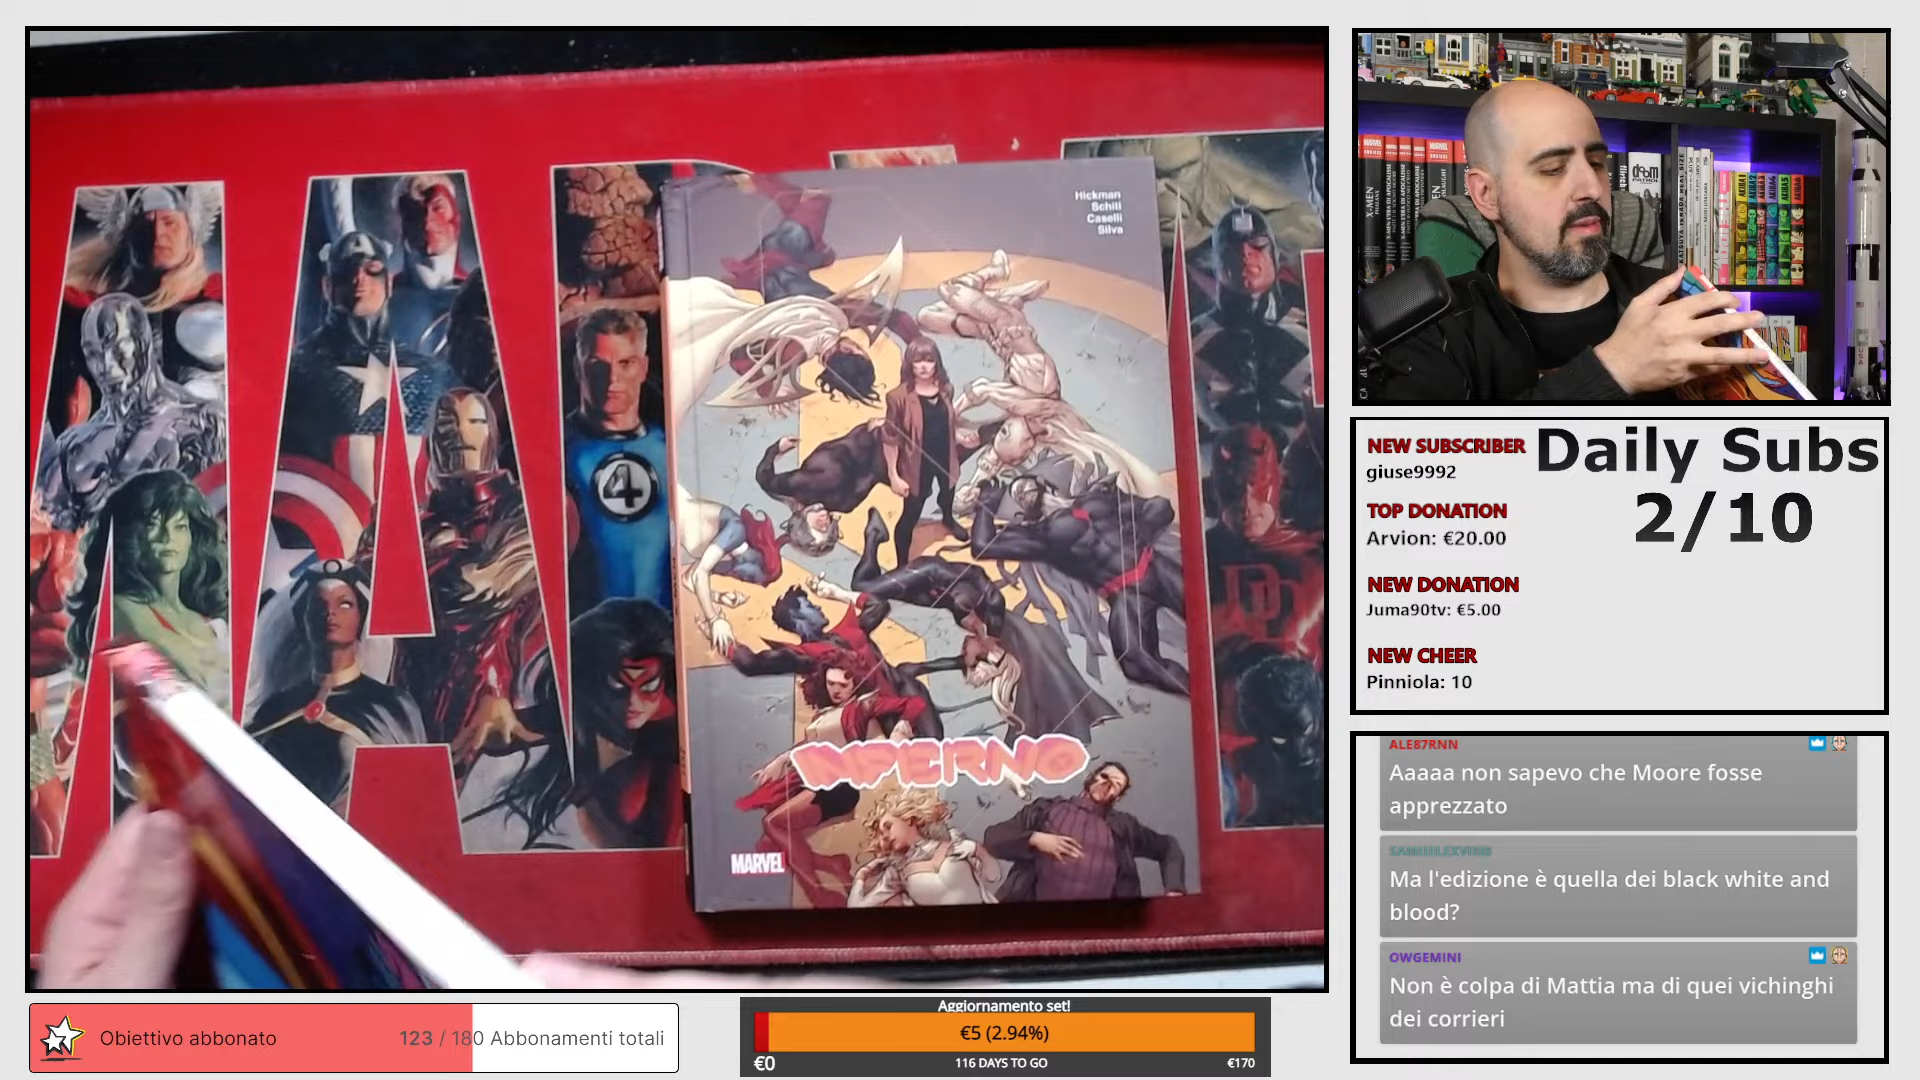 Hickman
Schiti
Caselli
Silva
INFERNO
MARVEL
4
NEW SUBSCRIBER
giuse9992
TOP DONATION
Arvion: €20.00
NEW DONATION
Juma90tv: €5.00
NEW CHEER
Pinniola: 10
Daily Subs
2/10
ALE87RNN
Aaaaa non sapevo che Moore fosse
apprezzato
Ma l'edizione è quella dei black white and
blood?
OWGEMINI
Non è colpa di Mattia ma di quei vichinghi
dei corrieri
Obiettivo abbonato
123 / 180 Abbonamenti totali
Aggiornamento set!
€5 (2.94%)
€0
116 DAYS TO GO
€170